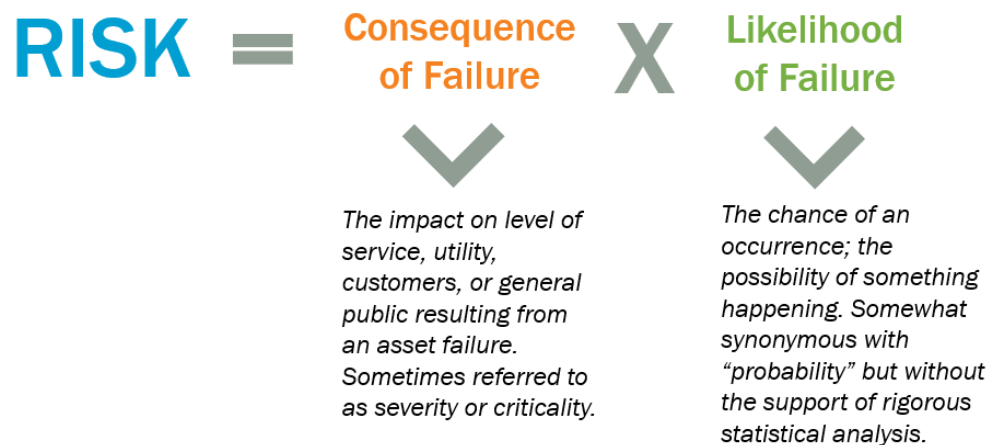 RISK = Consequence of Failure X Likelihood of Failure
The impact on level of
service, utility,
customers, or general
public resulting from
an asset failure.
Sometimes referred to
as severity or criticality.
The chance of an
occurrence; the
possibility of something
happening. Somewhat
synonymous with
“probability” but without
the support of rigorous
statistical analysis.